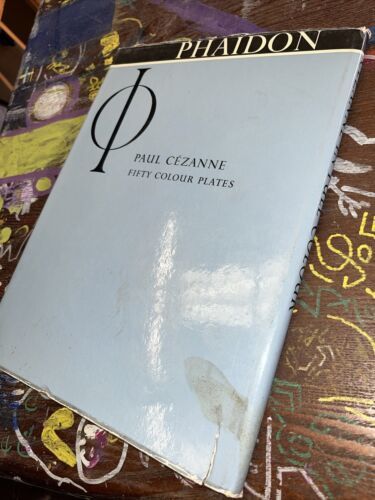 PHAIDON
PAUL CÉZANNE
FIFTY COLOUR PLATES